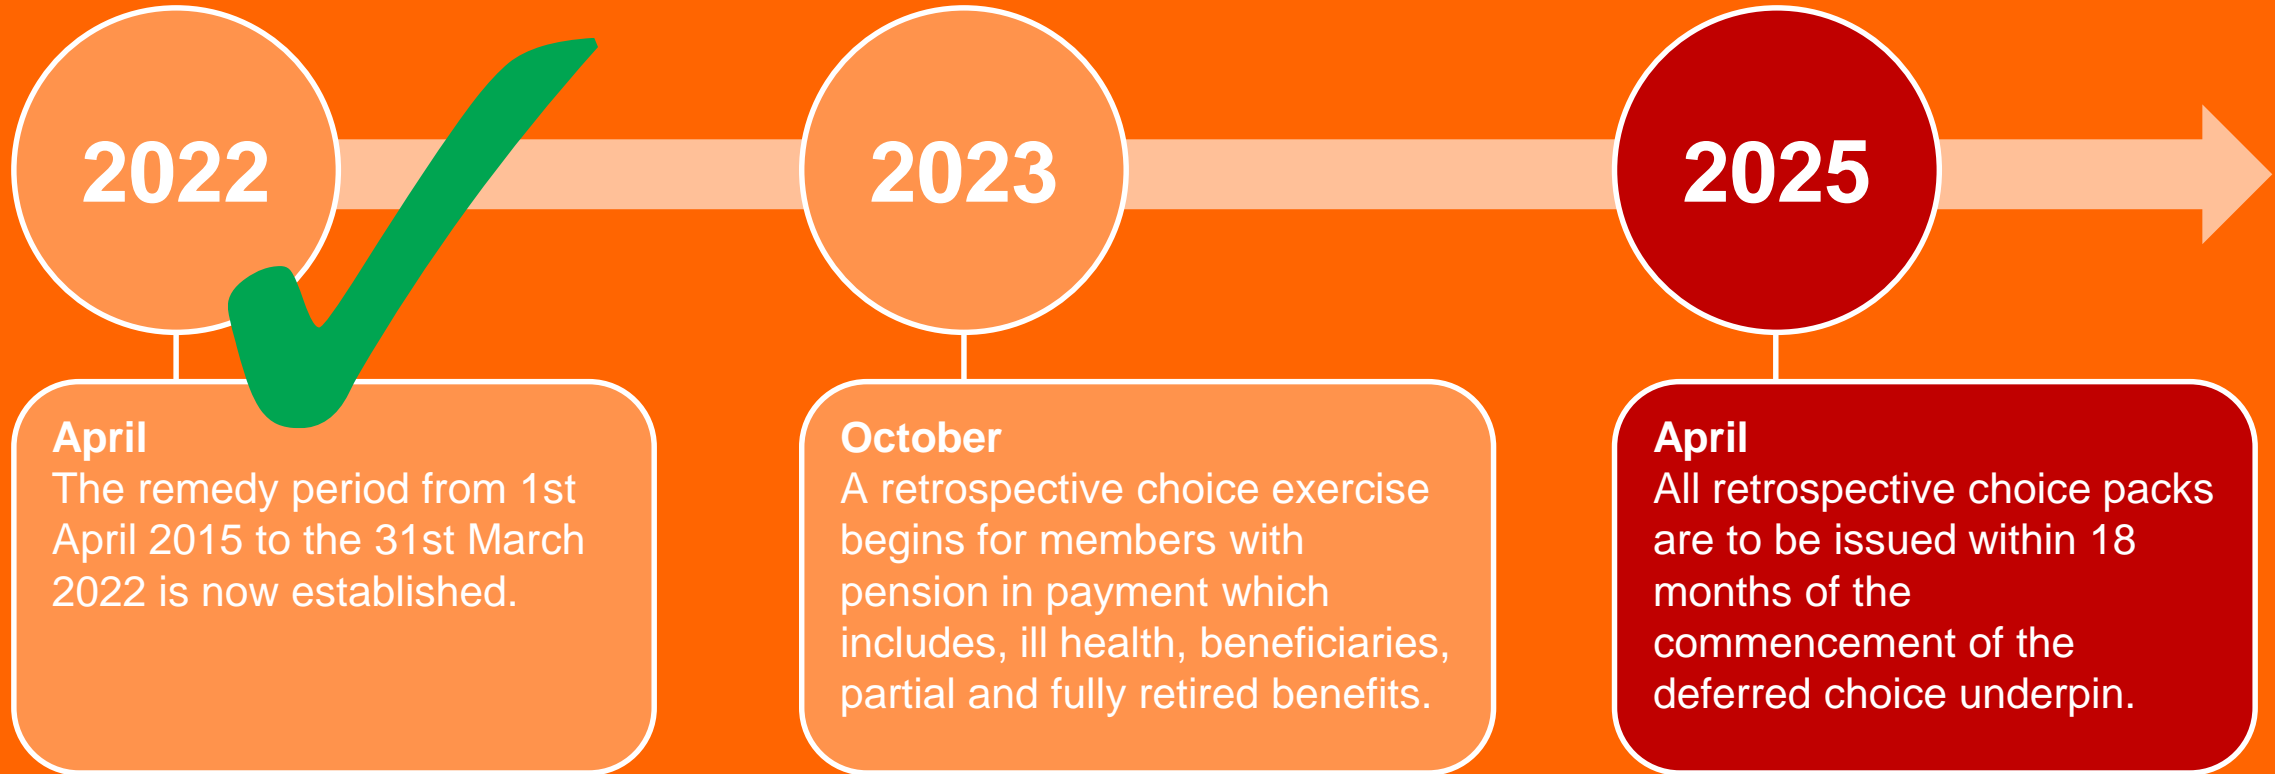 2022
2023
2025
April
The remedy period from 1st
April 2015 to the 31st March
2022 is now established.
October
A retrospective choice exercise
begins for members with
pension in payment which
includes, ill health, beneficiaries,
partial and fully retired benefits.
April
All retrospective choice packs
are to be issued within 18
months of the
commencement of the
deferred choice underpin.